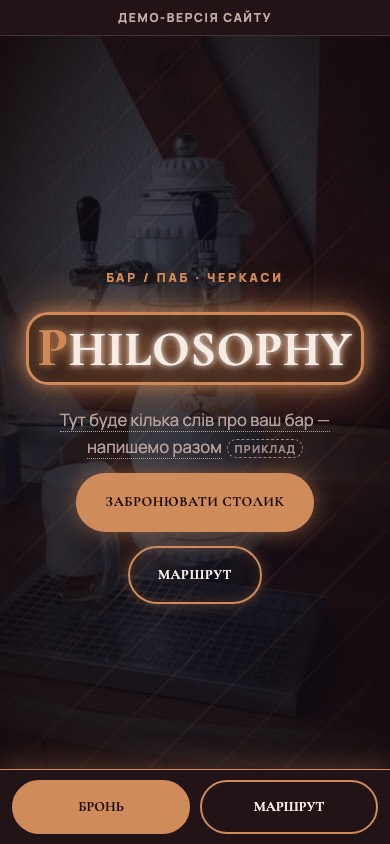 ДЕМО-ВЕРСІЯ САЙТУ
БАР / ПАБ · ЧЕРКАСИ
PHILOSOPHY
Тут буде кілька слів про ваш бар —
напишемо разом ПРИКЛАД
ЗАБРОНЮВАТИ СТОЛИК
МАРШРУТ
БРОНЬ МАРШРУТ